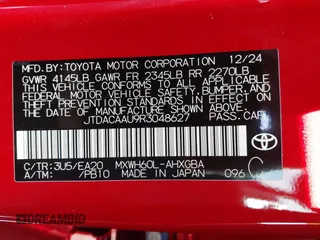 MFD.BY:TOYOTA MOTOR CORPORATION 12/24
GVWR 4145LB GAWR FR 2345LB RR 2270LB
THIS VEHICLE CONFORMS TO ALL APPLICABLE
FEDERAL MOTOR VEHICLE SAFETY, BUMPER, AND
THEFT PREVENTION STANDARDS IN EFFECT ON THE DATE
OF MANUFACTURE SHOWN ABOVE.
JTDACAAU9R3048627 PASS.CAR
TOYOTA
C/TR:3U5/EA20 MXWH60L-AHXGBA
A/TM: /PB10 MADE IN JAPAN 096
DREAMBID